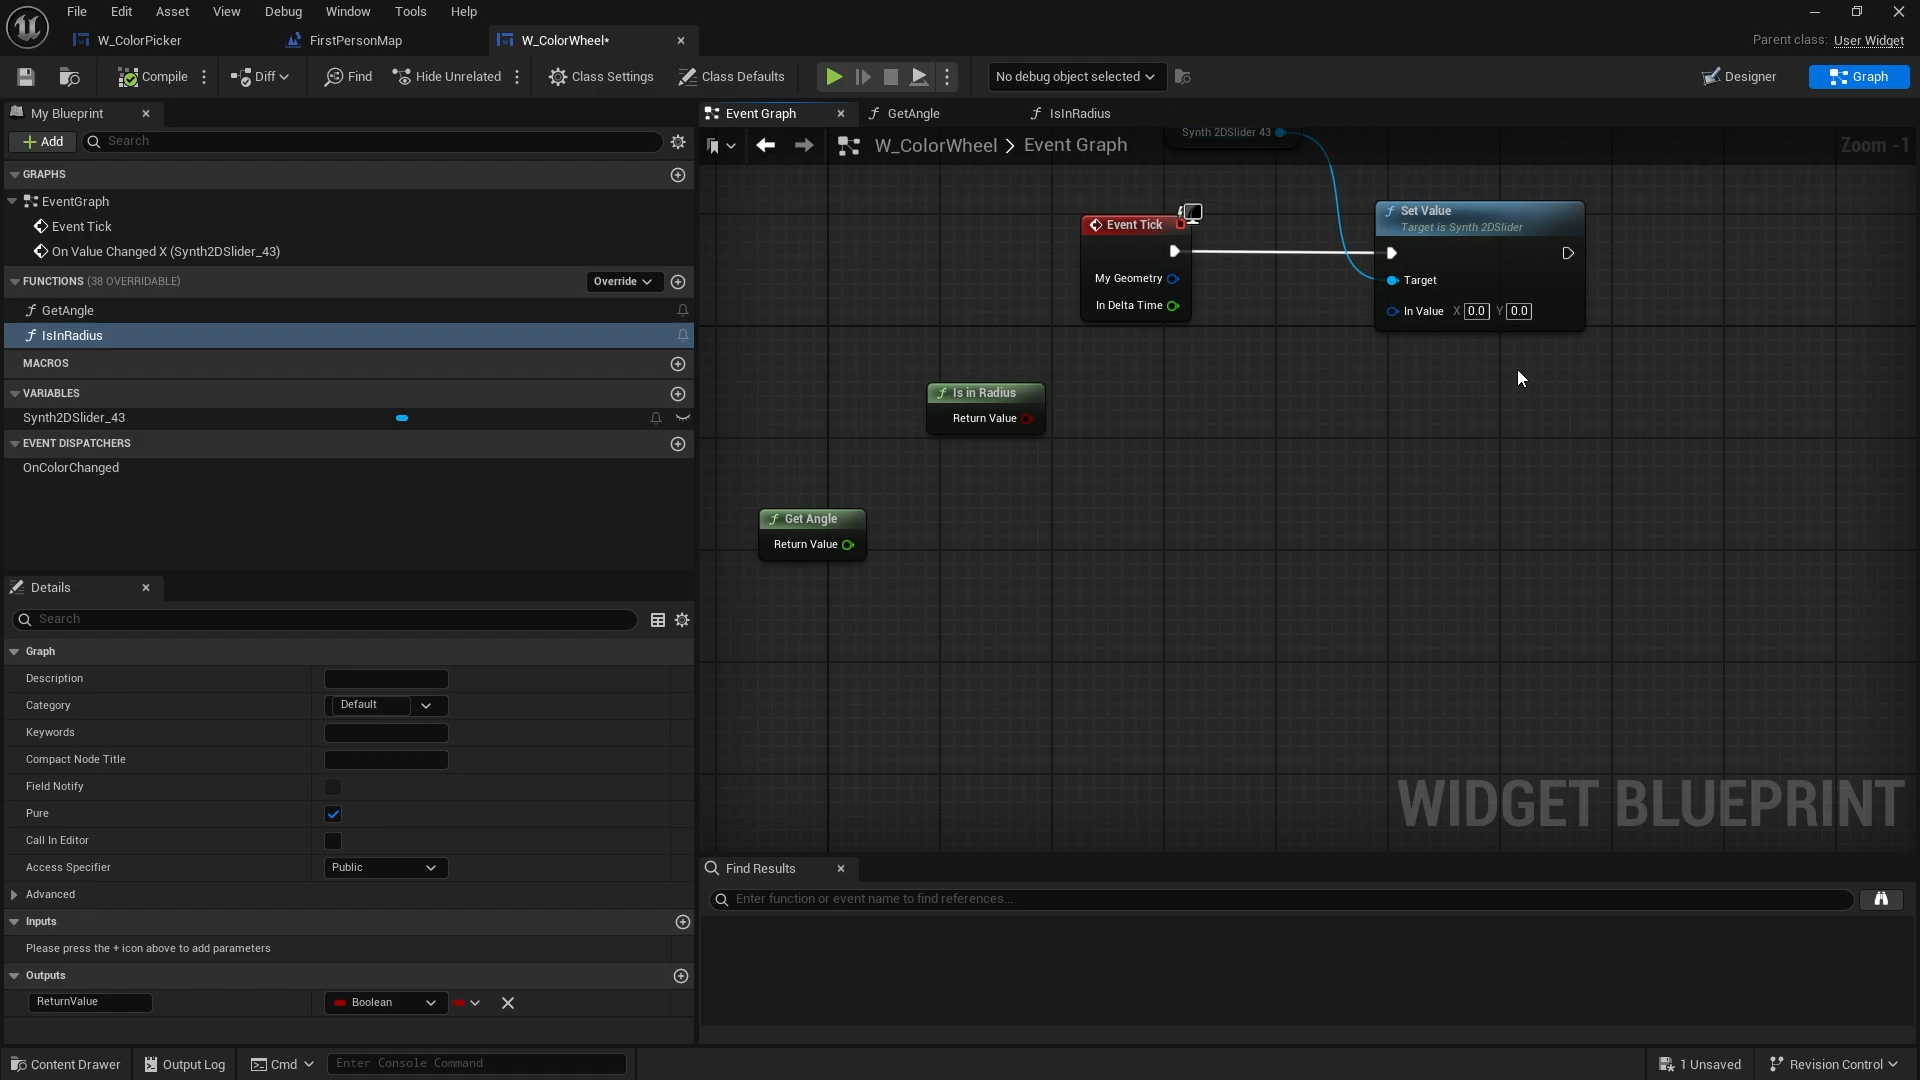 File Edit Asset View Debug Window Tools Help
W_ColorPicker FirstPersonMap W_ColorWheel*
Parent class: User Widget
Compile Diff Find Hide Unrelated Class Settings Class Defaults No debug object selected Designer Graph
My Blueprint
Event Graph GetAngle IsInRadius
Add Search
Synth 2DSlider 43
W_ColorWheel > Event Graph
Zoom -1
GRAPHS
EventGraph
Event Tick
On Value Changed X (Synth2DSlider_43)
FUNCTIONS (38 OVERRIDABLE) Override
GetAngle
IsInRadius
MACROS
VARIABLES
Synth2DSlider_43
EVENT DISPATCHERS
OnColorChanged
Event Tick
My Geometry
In Delta Time
Set Value
Target is Synth 2DSlider
Target
In Value X 0.0 Y 0.0
Is in Radius
Return Value
Get Angle
Return Value
WIDGET BLUEPRINT
Details
Search
Graph
Description
Category Default
Keywords
Compact Node Title
Field Notify
Pure
Call In Editor
Access Specifier Public
Advanced
Inputs
Please press the + icon above to add parameters
Outputs
ReturnValue Boolean
Find Results
Enter function or event name to find references...
Content Drawer Output Log Cmd Enter Console Command 1 Unsaved Revision Control